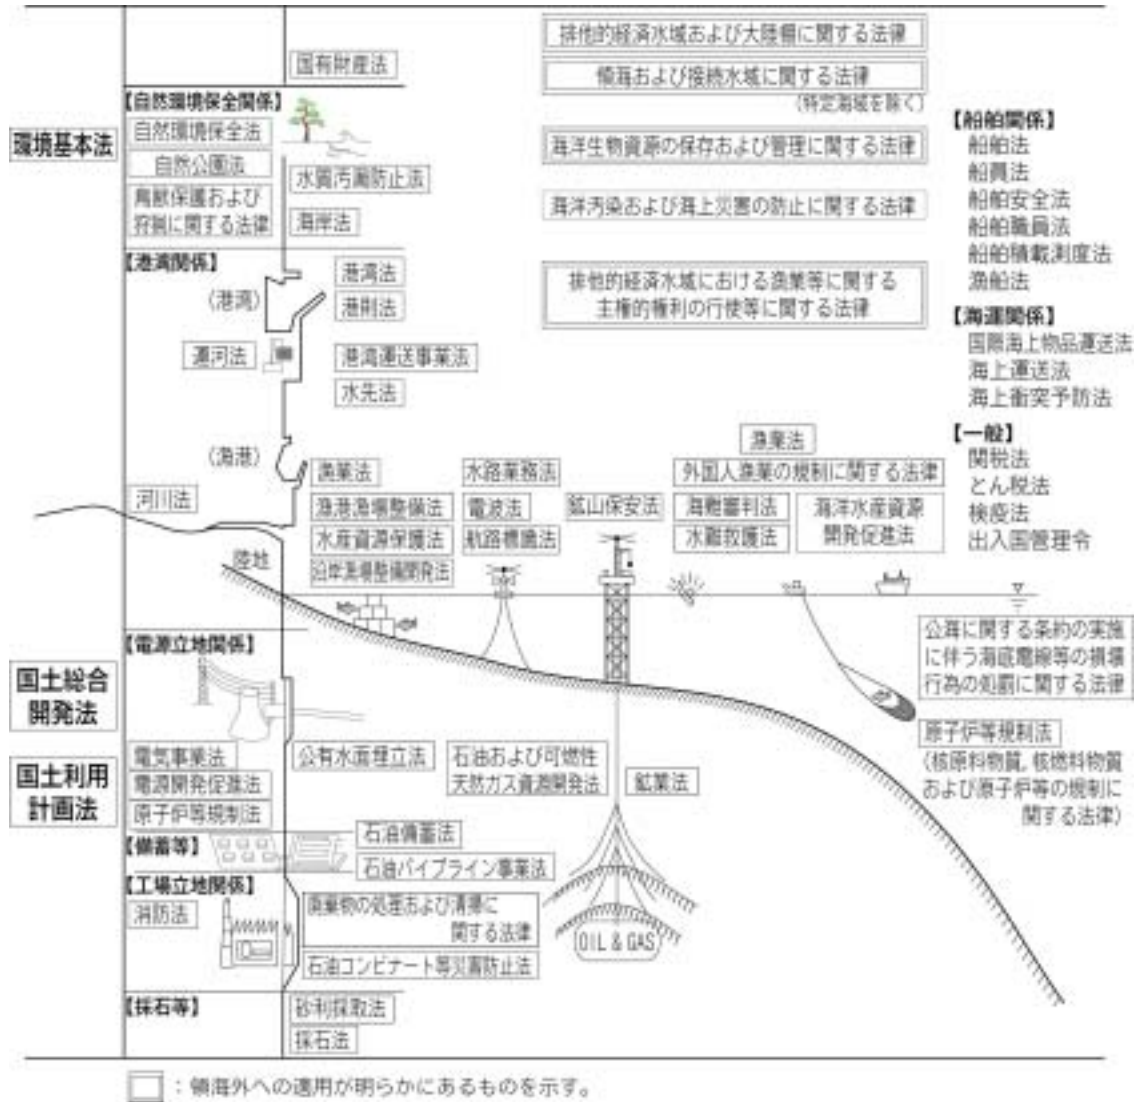 国有財産法
排他的経済水域および大陸棚に関する法律
領海および接続水域に関する法律
(特定海域を除く)
【自然環境保全関係】
環境基本法
自然環境保全法
自然公園法
鳥獣保護および
狩猟に関する法律
水質汚濁防止法
海岸法
海洋生物資源の保存および管理に関する法律
海洋汚染および海上災害の防止に関する法律
排他的経済水域における漁業等に関する
主権的権利の行使等に関する法律
【船舶関係】
船舶法
船員法
船舶安全法
船舶職員法
船舶積載測度法
漁船法
【海運関係】
国際海上物品運送法
海上運送法
海上衝突予防法
【一般】
関税法
とん税法
検疫法
出入国管理令
【港湾関係】
(港湾)
港湾法
港則法
運河法
港湾運送事業法
水先法
(漁港)
河川法
漁業法
漁港漁場整備法
水産資源保護法
沿岸漁場整備開発法
水路業務法
電波法
航路標識法
鉱山保安法
漁業法
外国人漁業の規制に関する法律
海難審判法
水難救護法
海洋水産資源
開発促進法
陸地
公海に関する条約の実施
に伴う海底電線等の損壊
行為の処罰に関する法律
原子炉等規制法
(核原料物質,核燃料物質
および原子炉等の規制に
関する法律)
国土総合
開発法
国土利用
計画法
【電源立地関係】
電気事業法
電源開発促進法
原子炉等規制法
公有水面埋立法
石油および可燃性
天然ガス資源開発法
鉱業法
【備蓄等】
石油備蓄法
石油パイプライン事業法
【工場立地関係】
消防法
廃棄物の処理および清掃に
関する法律
石油コンビナート等災害防止法
OIL & GAS
【採石等】
砂利採取法
採石法
:領海外への適用が明らかにあるものを示す。